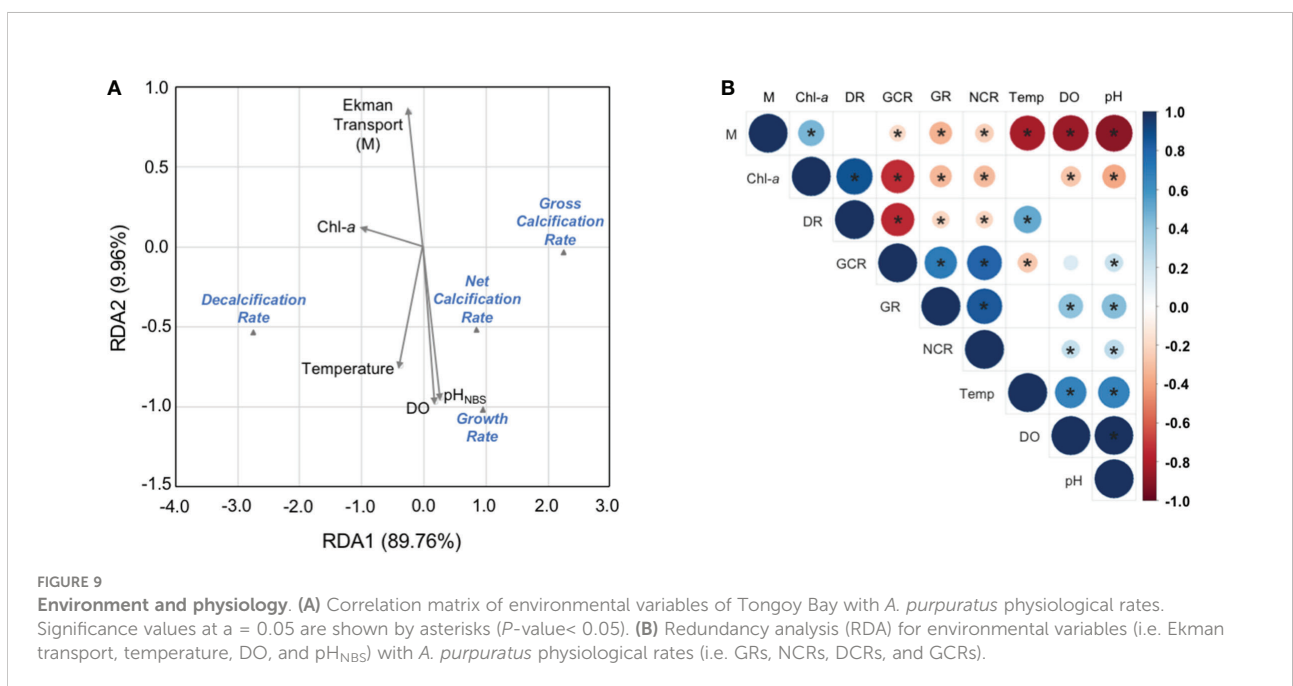 A
1.0
0.5
0.0
-0.5
-1.0
-1.5
RDA2 (9.96%)
Ekman
Transport
(M)
Chl-a
Gross
Calcification
Rate
Net
Calcification
Rate
Decalcification
Rate
Temperature
DO
pHNBS
Growth
Rate
-4.0 -3.0 -2.0 -1.0 0.0 1.0 2.0 3.0
RDA1 (89.76%)
B
M Chl-a DR GCR GR NCR Temp DO pH
M
Chl-a
DR
GCR
GR
NCR
Temp
DO
pH
1.0
0.8
0.6
0.4
0.2
0.0
-0.2
-0.4
-0.6
-0.8
-1.0
FIGURE 9
Environment and physiology. (A) Correlation matrix of environmental variables of Tongoy Bay with A. purpuratus physiological rates.
Significance values at a = 0.05 are shown by asterisks (P-value< 0.05). (B) Redundancy analysis (RDA) for environmental variables (i.e. Ekman
transport, temperature, DO, and pHNBS) with A. purpuratus physiological rates (i.e. GRs, NCRs, DCRs, and GCRs).